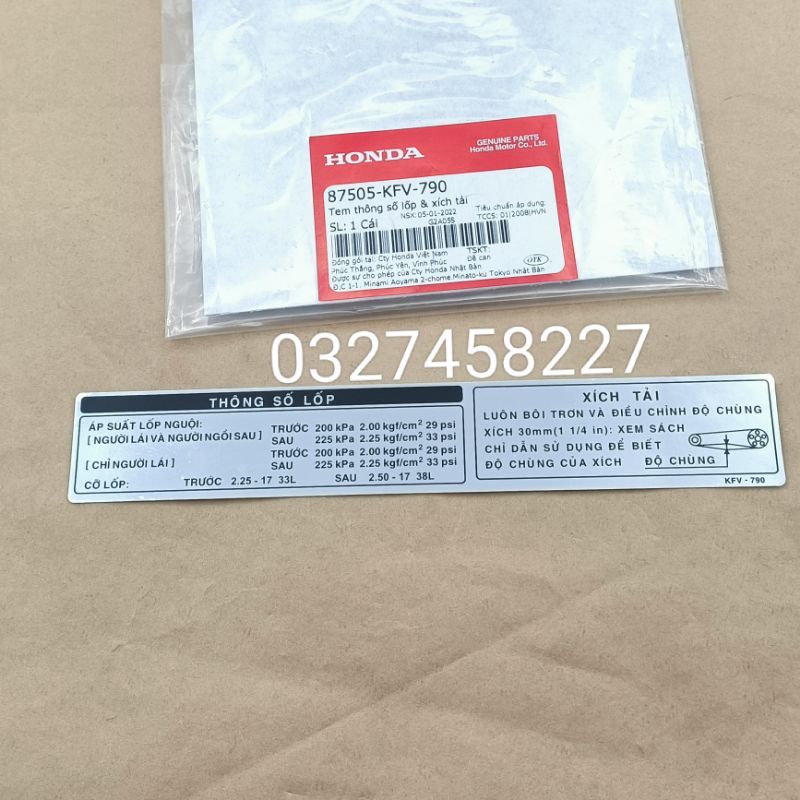 HONDA
GENUINE PARTS
Honda Motor Co., Ltd.
87505-KFV-790
Tem thông số lốp & xích tải
NSX: 05-01-2022
Tiêu chuẩn áp dụng:
SL: 1 Cái
G2A05S
TCCS: 01|2008|HVN
Đóng gói tại: Cty Honda Việt Nam
TSKT:
Phúc Thắng, Phúc Yên, Vĩnh Phúc
Đề can
Được sự cho phép của Cty Honda Nhật Bản
OTK
Đ.C 1-1. Minami Aoyama 2-chome.Minato-ku Tokyo Nhật Bản
0327458227
THÔNG SỐ LỐP
ÁP SUẤT LỐP NGUỘI:
[ NGƯỜI LÁI VÀ NGƯỜI NGỒI SAU ]
TRƯỚC 200 kPa 2.00 kgf/cm² 29 psi
SAU 225 kPa 2.25 kgf/cm² 33 psi
[ CHỈ NGƯỜI LÁI ]
TRƯỚC 200 kPa 2.00 kgf/cm² 29 psi
SAU 225 kPa 2.25 kgf/cm² 33 psi
CỠ LỐP: TRƯỚC 2.25 - 17 33L SAU 2.50 - 17 38L
XÍCH TẢI
LUÔN BÔI TRƠN VÀ ĐIỀU CHỈNH ĐỘ CHÙNG
XÍCH 30mm(1 1/4 in): XEM SÁCH
CHỈ DẪN SỬ DỤNG ĐỂ BIẾT
ĐỘ CHÙNG CỦA XÍCH
ĐỘ CHÙNG
KFV - 790